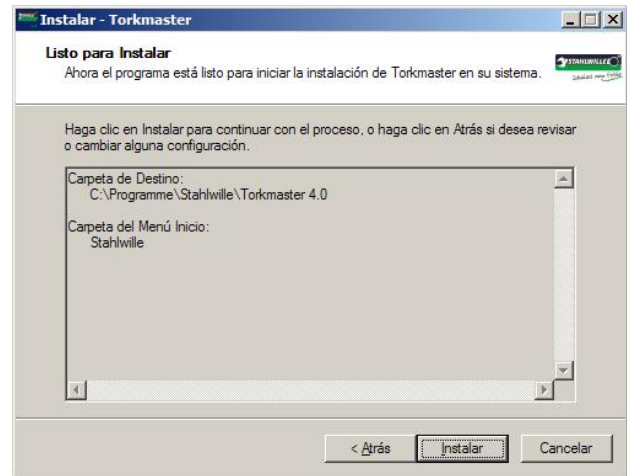 Instalar - Torkmaster
Listo para Instalar
Ahora el programa está listo para iniciar la instalación de Torkmaster en su sistema.
STAHLWILLE
Haga clic en Instalar para continuar con el proceso, o haga clic en Atrás si desea revisar
o cambiar alguna configuración.
Carpeta de Destino:
C:\Programme\Stahlwille\Torkmaster 4.0
Carpeta del Menú Inicio:
Stahlwille
< Atrás
Instalar
Cancelar